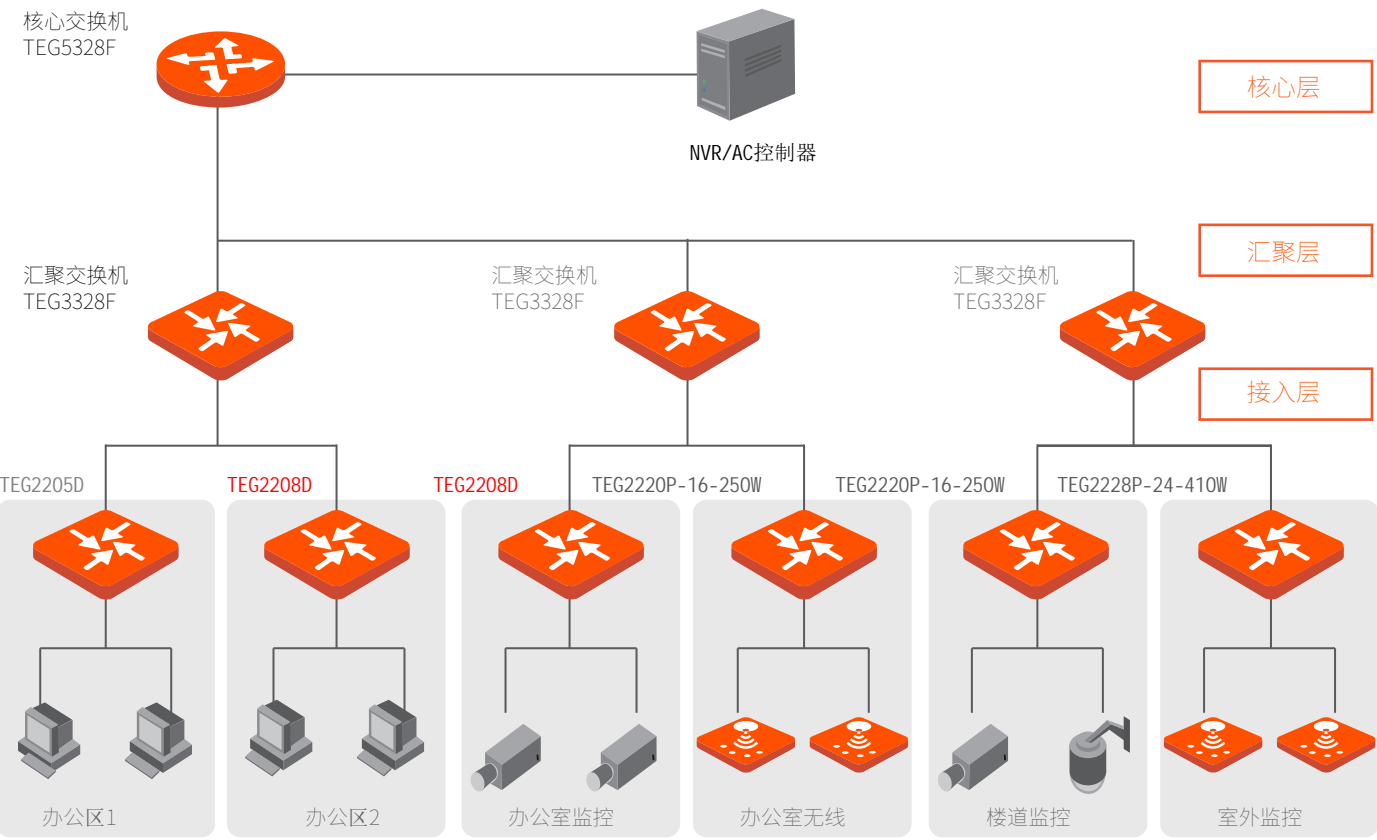 核心交换机
TEG5328F
NVR/AC控制器
核心层
汇聚层
汇聚交换机
TEG3328F
汇聚交换机
TEG3328F
汇聚交换机
TEG3328F
接入层
TEG2205D
TEG2208D
TEG2208D
TEG2220P-16-250W
TEG2220P-16-250W
TEG2228P-24-410W
办公区1
办公区2
办公室监控
办公室无线
楼道监控
室外监控